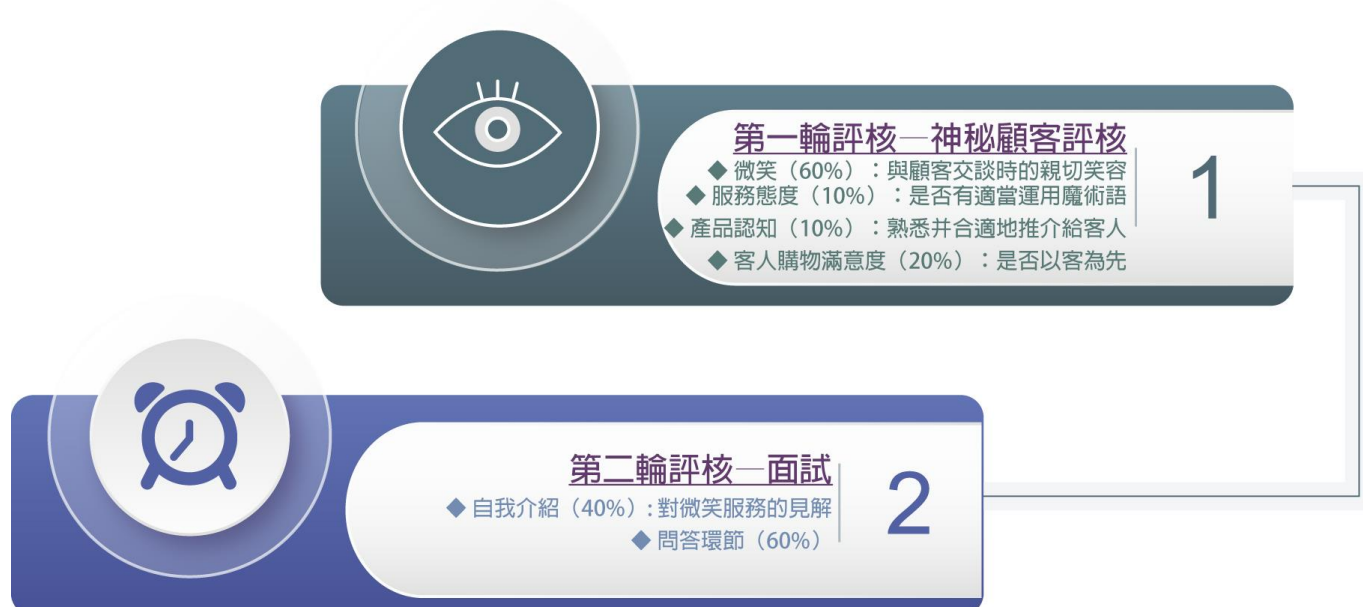 第一輪評核—神秘顧客評核
◆ 微笑（60%）：與顧客交談時的親切笑容
◆ 服務態度（10%）：是否有適當運用魔術語
◆ 產品認知（10%）：熟悉并合適地推介給客人
◆ 客人購物滿意度（20%）：是否以客為先
1
第二輪評核—面試
◆ 自我介紹（40%）：對微笑服務的見解
◆ 問答環節（60%）
2